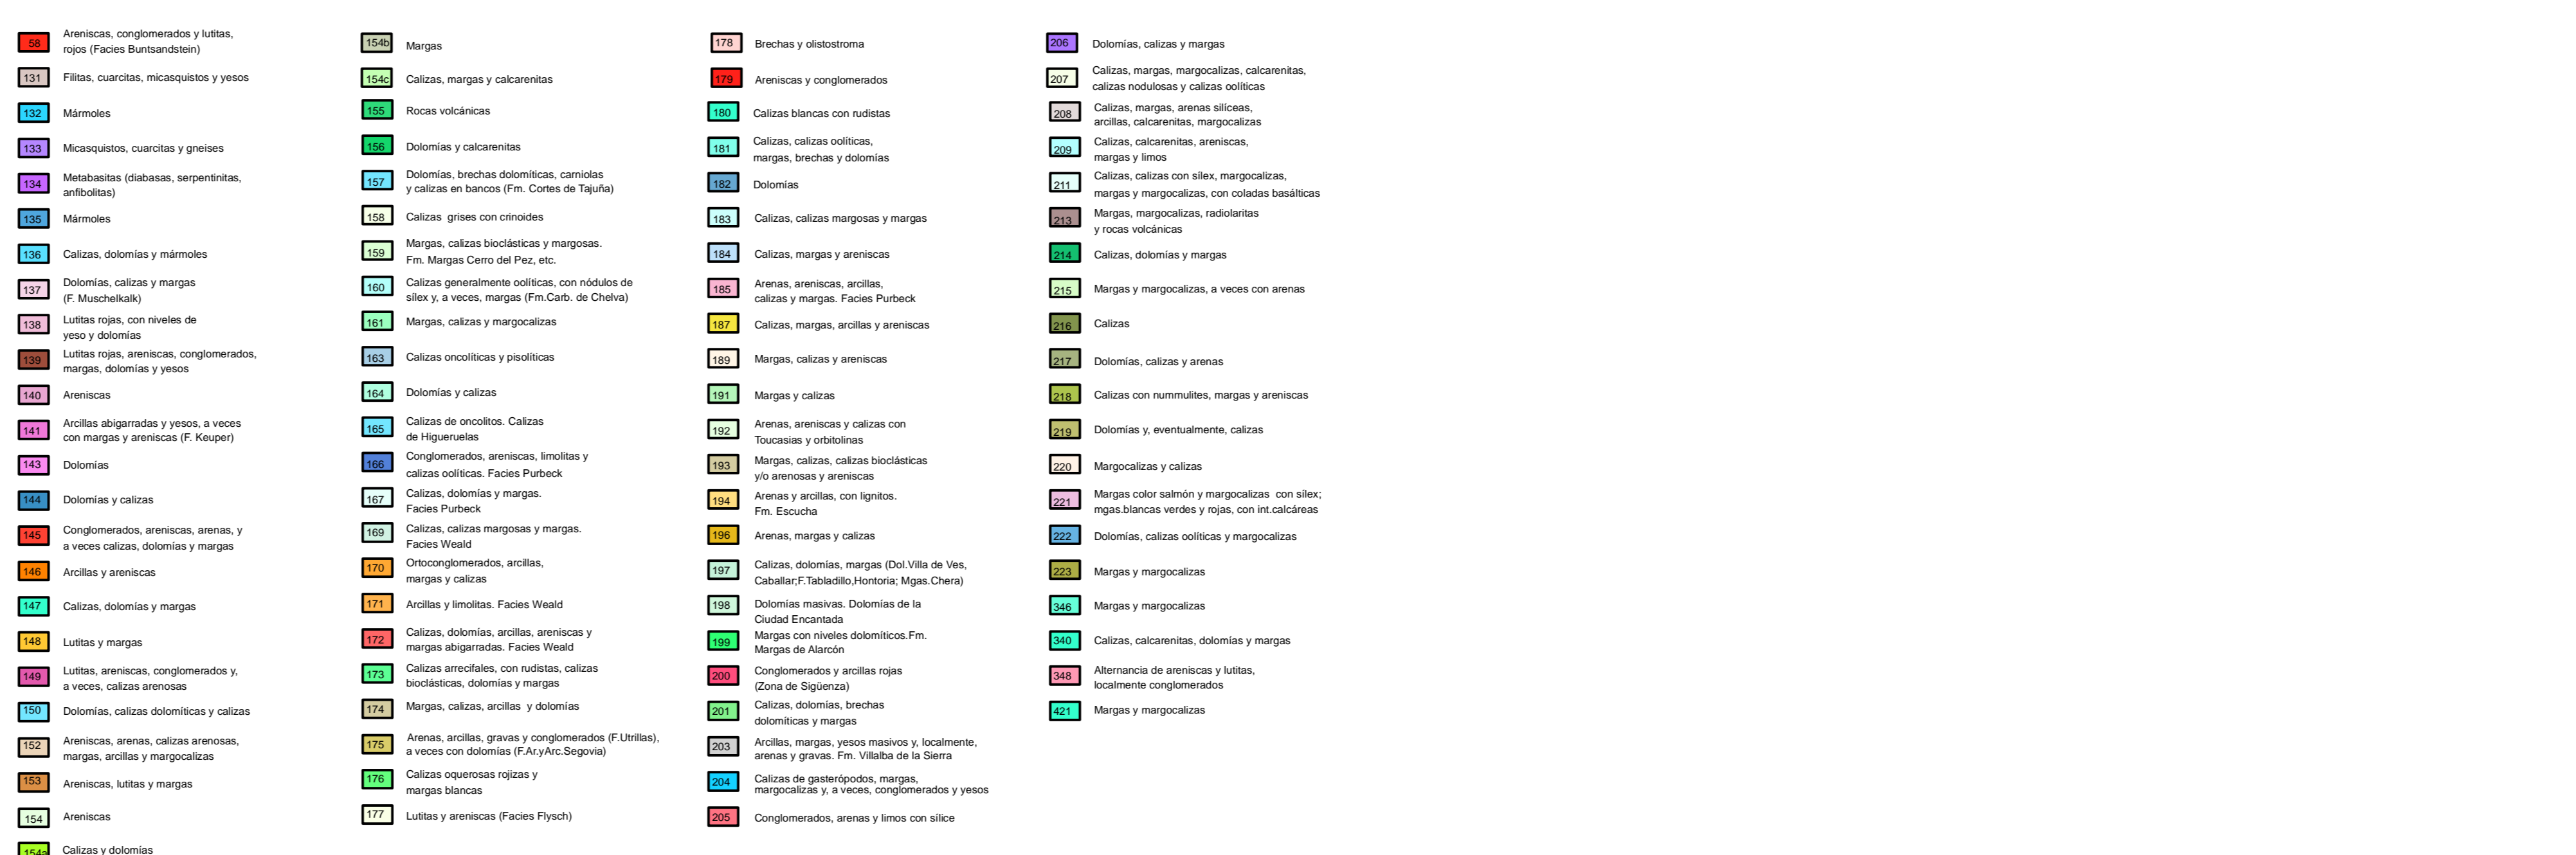 58 Areniscas, conglomerados y lutitas,
rojos (Facies Buntsandstein)
131 Filitas, cuarcitas, micasquistos y yesos
132 Mármoles
133 Micasquistos, cuarcitas y gneises
134 Metabasitas (diabasas, serpentinitas,
anfibolitas)
135 Mármoles
136 Calizas, dolomías y mármoles
137 Dolomías, calizas y margas
(F. Muschelkalk)
138 Lutitas rojas, con niveles de
yeso y dolomías
139 Lutitas rojas, areniscas, conglomerados,
margas, dolomías y yesos
140 Areniscas
141 Arcillas abigarradas y yesos, a veces
con margas y areniscas (F. Keuper)
143 Dolomías
144 Dolomías y calizas
145 Conglomerados, areniscas, arenas, y
a veces calizas, dolomías y margas
146 Arcillas y areniscas
147 Calizas, dolomías y margas
148 Lutitas y margas
149 Lutitas, areniscas, conglomerados y,
a veces, calizas arenosas
150 Dolomías, calizas dolomíticas y calizas
152 Areniscas, arenas, calizas arenosas,
margas, arcillas y margocalizas
153 Areniscas, lutitas y margas
154 Areniscas
154a Calizas y dolomías
154b Margas
154c Calizas, margas y calcarenitas
155 Rocas volcánicas
156 Dolomías y calcarenitas
157 Dolomías, brechas dolomíticas, carniolas
y calizas en bancos (Fm. Cortes de Tajuña)
158 Calizas grises con crinoides
159 Margas, calizas bioclásticas y margosas.
Fm. Margas Cerro del Pez, etc.
160 Calizas generalmente oolíticas, con nódulos de
sílex y, a veces, margas (Fm.Carb. de Chelva)
161 Margas, calizas y margocalizas
163 Calizas oncolíticas y pisolíticas
164 Dolomías y calizas
165 Calizas de oncolitos. Calizas
de Higueruelas
166 Conglomerados, areniscas, limolitas y
calizas oolíticas. Facies Purbeck
167 Calizas, dolomías y margas.
Facies Purbeck
169 Calizas, calizas margosas y margas.
Facies Weald
170 Ortoconglomerados, arcillas,
margas y calizas
171 Arcillas y limolitas. Facies Weald
172 Calizas, dolomías, arcillas, areniscas y
margas abigarradas. Facies Weald
173 Calizas arrecifales, con rudistas, calizas
bioclásticas, dolomías y margas
174 Margas, calizas, arcillas y dolomías
175 Arenas, arcillas, gravas y conglomerados (F.Utrillas),
a veces con dolomías (F.Ar.yArc.Segovia)
176 Calizas oquerosas rojizas y
margas blancas
177 Lutitas y areniscas (Facies Flysch)
178 Brechas y olistostroma
179 Areniscas y conglomerados
180 Calizas blancas con rudistas
181 Calizas, calizas oolíticas,
margas, brechas y dolomías
182 Dolomías
183 Calizas, calizas margosas y margas
184 Calizas, margas y areniscas
185 Arenas, areniscas, arcillas,
calizas y margas. Facies Purbeck
187 Calizas, margas, arcillas y areniscas
189 Margas, calizas y areniscas
191 Margas y calizas
192 Arenas, areniscas y calizas con
Toucasias y orbitolinas
193 Margas, calizas, calizas bioclásticas
y/o arenosas y areniscas
194 Arenas y arcillas, con lignitos.
Fm. Escucha
196 Arenas, margas y calizas
197 Calizas, dolomías, margas (Dol.Villa de Ves,
Caballar;F.Tabladillo,Hontoria; Mgas.Chera)
198 Dolomías masivas. Dolomías de la
Ciudad Encantada
199 Margas con niveles dolomíticos.Fm.
Margas de Alarcón
200 Conglomerados y arcillas rojas
(Zona de Sigüenza)
201 Calizas, dolomías, brechas
dolomíticas y margas
203 Arcillas, margas, yesos masivos y, localmente,
arenas y gravas. Fm. Villalba de la Sierra
204 Calizas de gasterópodos, margas,
margocalizas y, a veces, conglomerados y yesos
205 Conglomerados, arenas y limos con sílice
206 Dolomías, calizas y margas
207 Calizas, margas, margocalizas, calcarenitas,
calizas nodulosas y calizas oolíticas
208 Calizas, margas, arenas silíceas,
arcillas, calcarenitas, margocalizas
209 Calizas, calcarenitas, areniscas,
margas y limos
211 Calizas, calizas con sílex, margocalizas,
margas y margocalizas, con coladas basálticas
213 Margas, margocalizas, radiolaritas
y rocas volcánicas
214 Calizas, dolomías y margas
215 Margas y margocalizas, a veces con arenas
216 Calizas
217 Dolomías, calizas y arenas
218 Calizas con nummulites, margas y areniscas
219 Dolomías y, eventualmente, calizas
220 Margocalizas y calizas
221 Margas color salmón y margocalizas con sílex;
mgas.blancas verdes y rojas, con int.calcáreas
222 Dolomías, calizas oolíticas y margocalizas
223 Margas y margocalizas
346 Margas y margocalizas
340 Calizas, calcarenitas, dolomías y margas
348 Alternancia de areniscas y lutitas,
localmente conglomerados
421 Margas y margocalizas